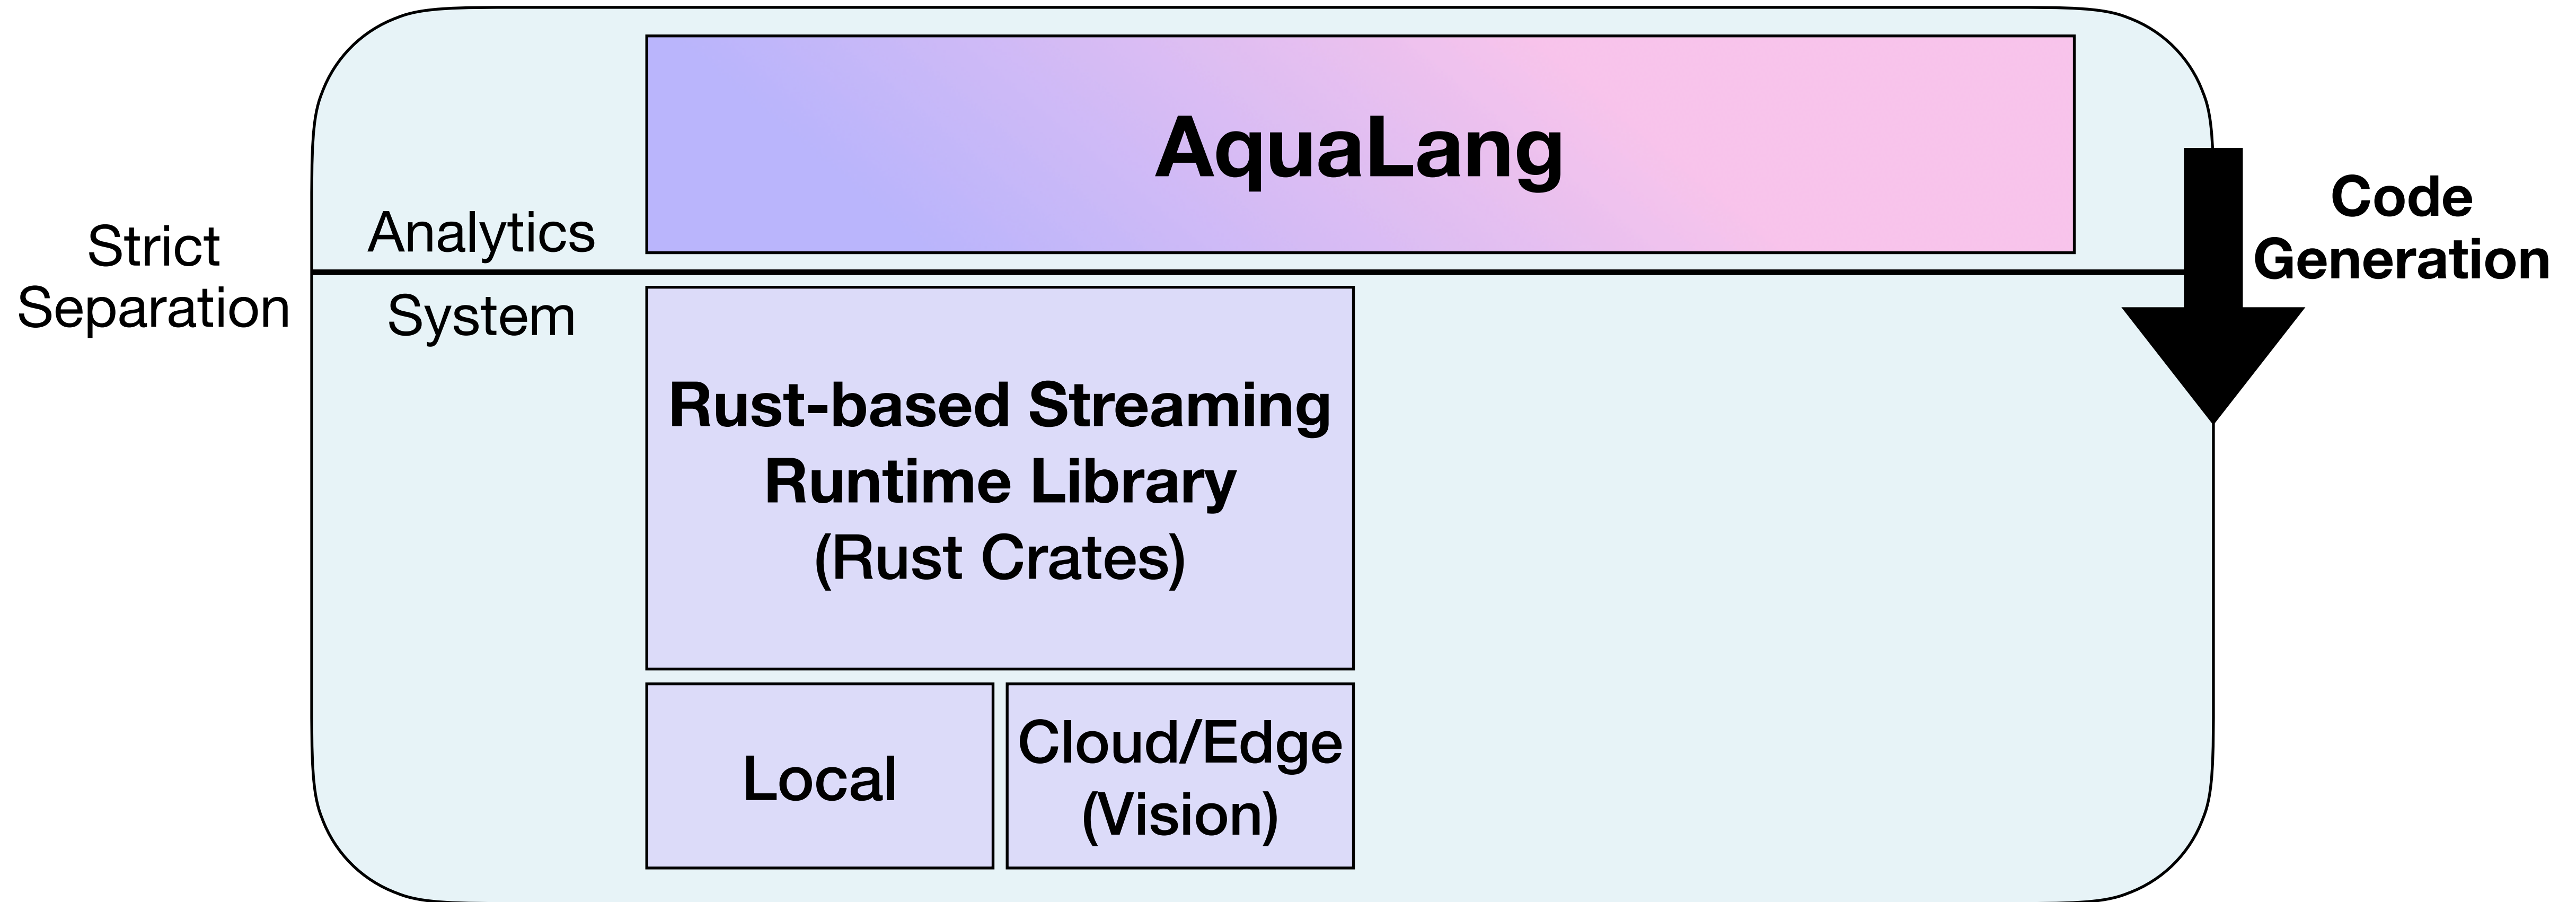 AquaLang
Code
Generation
Analytics
Strict
Separation
System
Rust-based Streaming
Runtime Library
(Rust Crates)
Local
Cloud/Edge
(Vision)